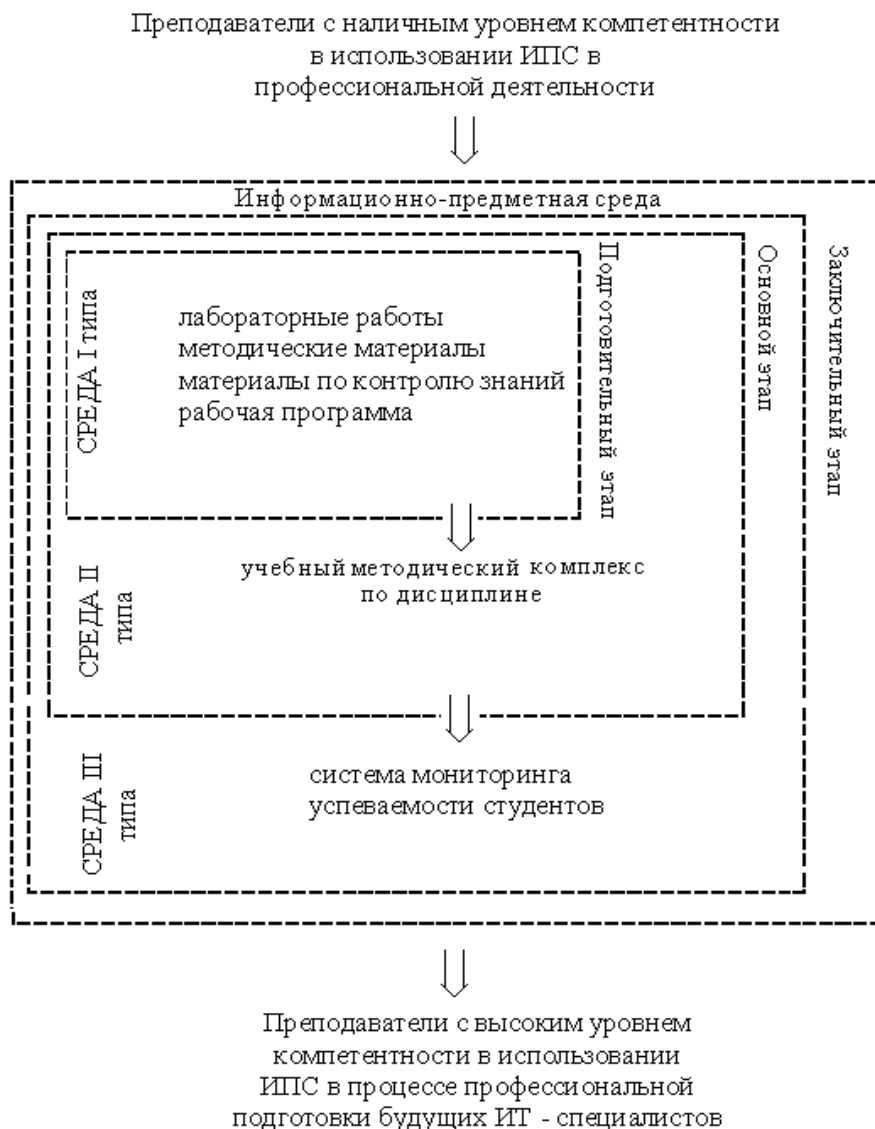 Преподаватели с наличным уровнем компетентности
в использовании ИПС в
профессиональной деятельности
Информационно-предметная среда
СРЕДА I типа
лабораторные работы
методические материалы
материалы по контролю знаний
рабочая программа
Подготовительный этап
Основной этап
Заключительный этап
СРЕДА II
типа
учебный методический комплекс
по дисциплине
СРЕДА III
типа
система мониторинга
успеваемости студентов
Преподаватели с высоким уровнем
компетентности в использовании
ИПС в процессе профессиональной
подготовки будущих ИТ - специалистов